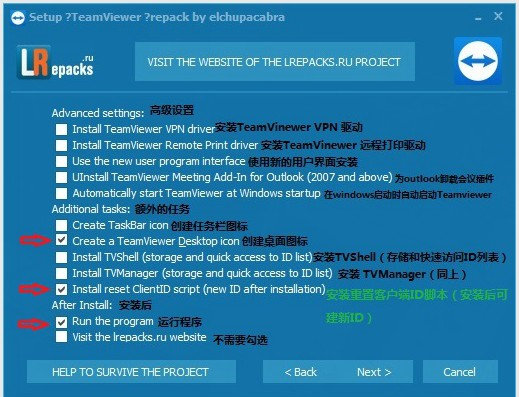 Setup ?TeamViewer ?repack by elchupacabra
LRepacks.ru
VISIT THE WEBSITE OF THE LREPACKS.RU PROJECT
Advanced settings: 高级设置
Install TeamViewer VPN driver安装TeamVinewer VPN 驱动
Install TeamViewer Remote Print driver 安装TeamVinewer 远程打印驱动
Use the new user program interface 使用新的用户界面安装
UInstall TeamViewer Meeting Add-In for Outlook (2007 and above) 为outlook卸载会议插件
Automatically start TeamViewer at Windows startup 在windows启动时自动启动Teamviewer
Additional tasks: 额外的任务
Create TaskBar icon 创建任务栏图标
Create a TeamViewer Desktop icon 创建桌面图标
Install TVShell (storage and quick access to ID list)安装TVShell（存储和快速访问ID列表）
Install TVManager (storage and quick access to ID list) 安装 TVManager（同上）
Install reset ClientID script (new ID after installation)安装重置客户端ID脚本（安装后可
建新ID）
After Install: 安装后
Run the program 运行程序
Visit the lrepacks.ru website 不需要勾选
HELP TO SURVIVE THE PROJECT
< Back
Next >
Cancel